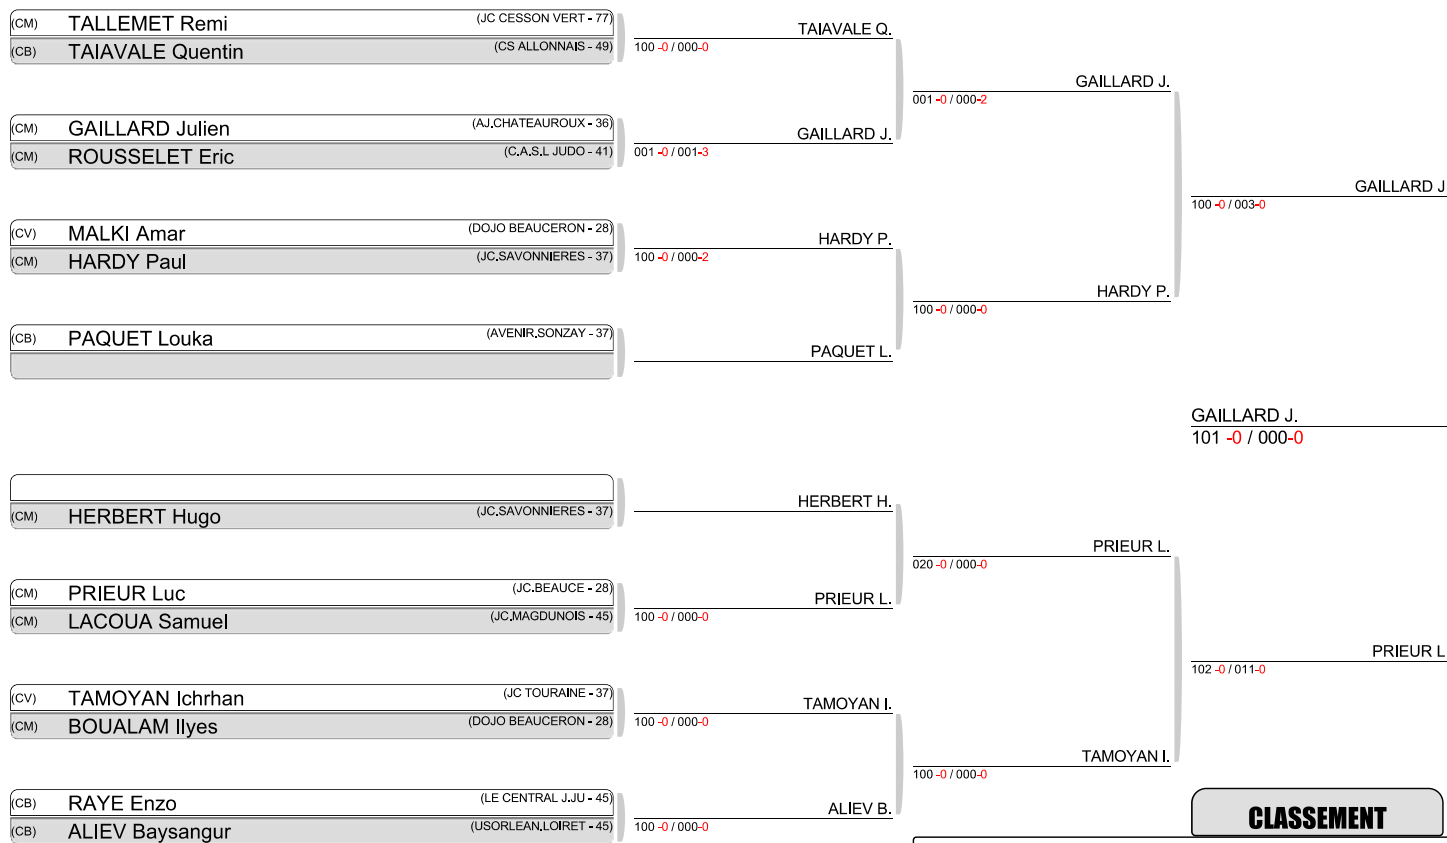 (CM) TALLEMET Remi (JC CESSON VERT - 77)
(CB) TAIAVALE Quentin (CS ALLONNAIS - 49)
TAIAVALE Q.
100 -0 / 000-0
GAILLARD J.
001 -0 / 000-2
(CM) GAILLARD Julien (AJ.CHATEAUROUX - 36)
(CM) ROUSSELET Eric (C.A.S.L JUDO - 41)
GAILLARD J.
001 -0 / 001-3
GAILLARD J
100 -0 / 003-0
(CV) MALKI Amar (DOJO BEAUCERON - 28)
(CM) HARDY Paul (JC.SAVONNIERES - 37)
HARDY P.
100 -0 / 000-2
HARDY P.
100 -0 / 000-0
(CB) PAQUET Louka (AVENIR.SONZAY - 37)
PAQUET L.
GAILLARD J.
101 -0 / 000-0
(CM) HERBERT Hugo (JC.SAVONNIERES - 37)
HERBERT H.
PRIEUR L.
020 -0 / 000-0
(CM) PRIEUR Luc (JC.BEAUCE - 28)
(CM) LACOUA Samuel (JC.MAGDUNOIS - 45)
PRIEUR L.
100 -0 / 000-0
PRIEUR L
102 -0 / 011-0
(CV) TAMOYAN Ichrhan (JC TOURAINE - 37)
(CM) BOUALAM Ilyes (DOJO BEAUCERON - 28)
TAMOYAN I.
100 -0 / 000-0
TAMOYAN I.
100 -0 / 000-0
(CB) RAYE Enzo (LE CENTRAL J.JU - 45)
(CB) ALIEV Baysangur (USORLEAN.LOIRET - 45)
ALIEV B.
100 -0 / 000-0
CLASSEMENT